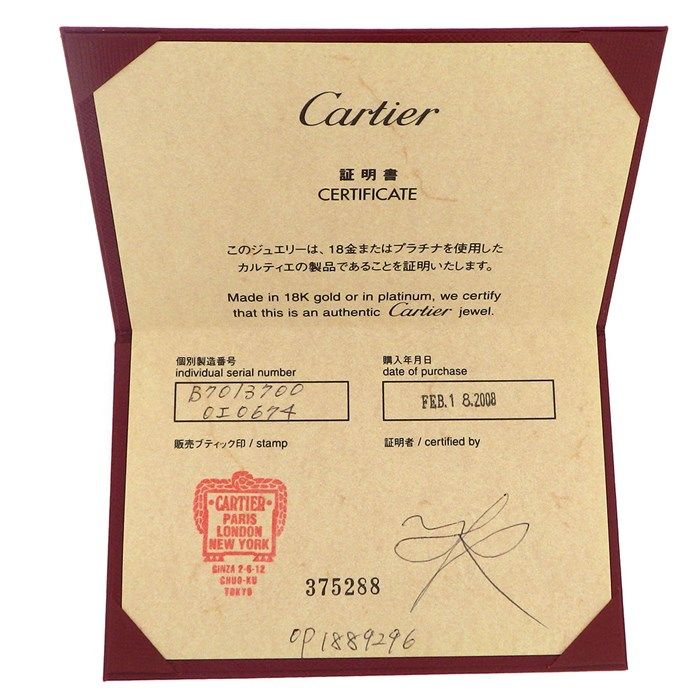 Cartier
証明書
CERTIFICATE
このジュエリーは、18金またはプラチナを使用した
カルティエの製品であることを証明いたします。
Made in 18K gold or in platinum, we certify
that this is an authentic Cartier jewel.
個別製造番号
individual serial number
B7013700
OI0674
購入年月日
date of purchase
FEB.18.2008
販売ブティック印 / stamp
証明者 / certified by
CARTIER
PARIS
LONDON
NEW YORK
GINZA 2-6-12
CHUO-KU
TOKYO
375288
OP1889296